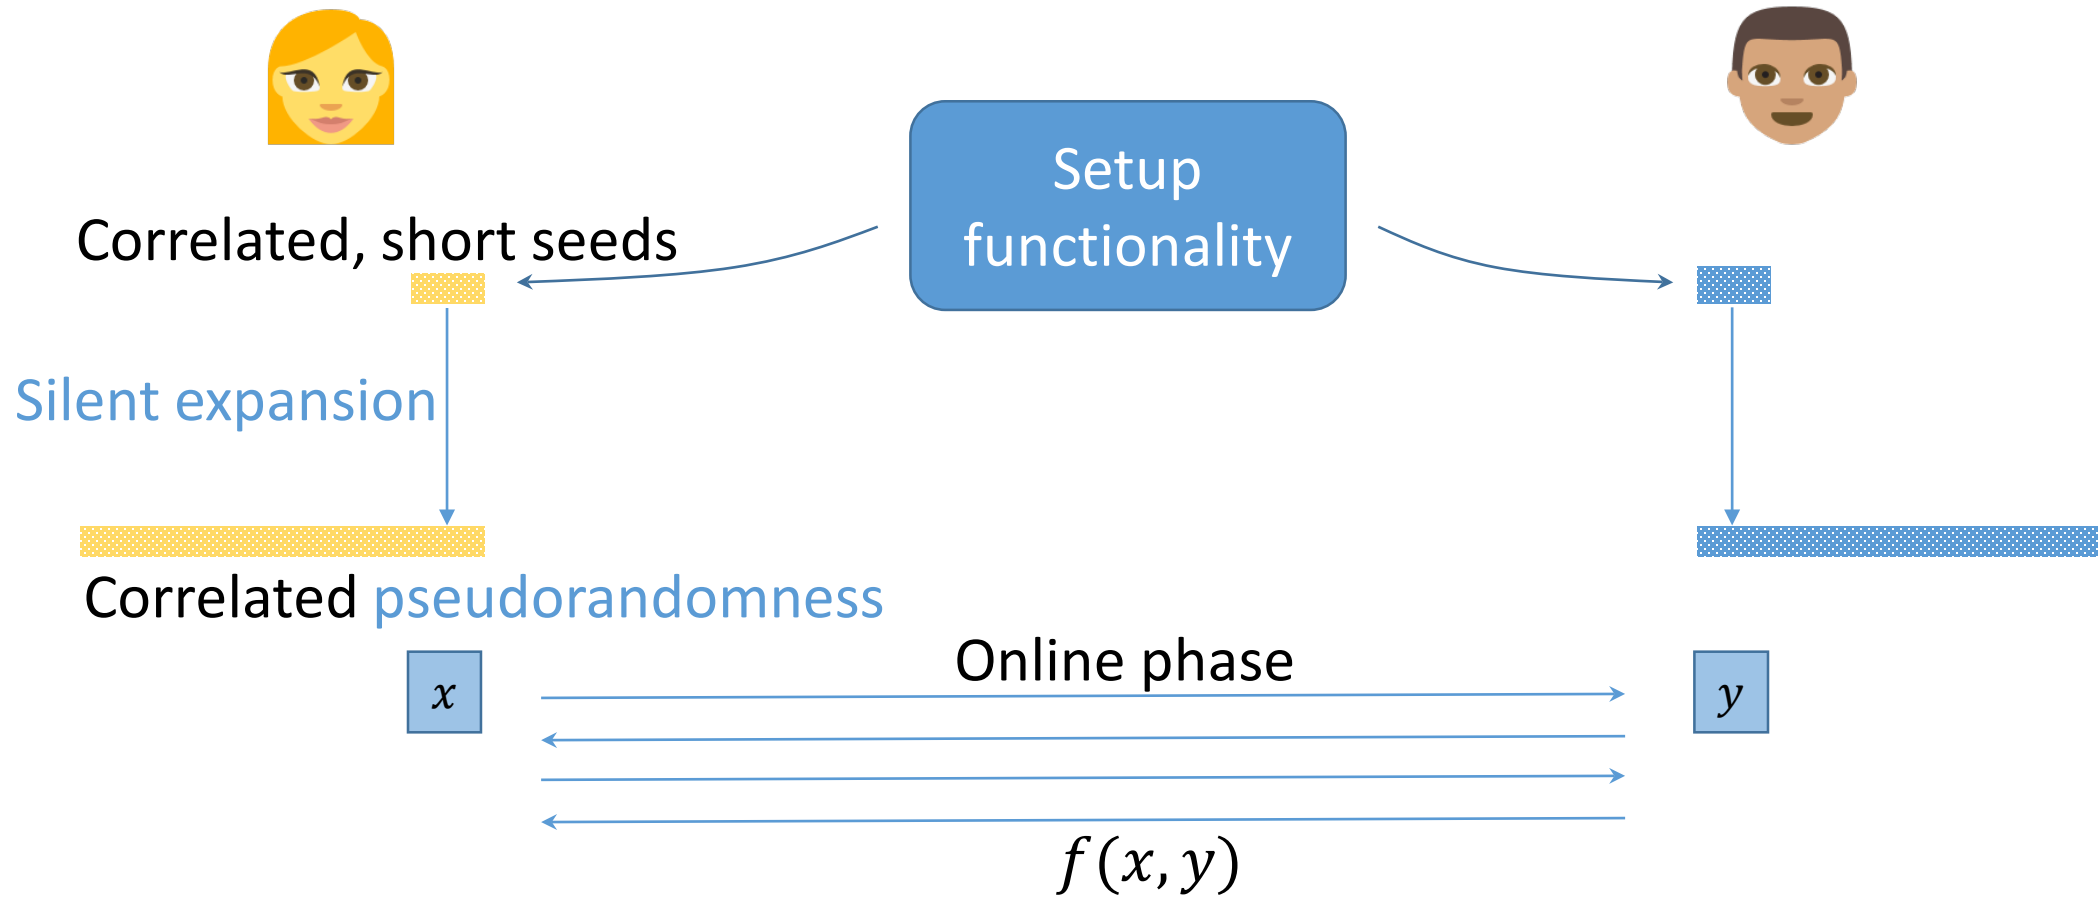 Setup
functionality
Correlated, short seeds
Silent expansion
Correlated pseudorandomness
Online phase
x
y
f(x, y)